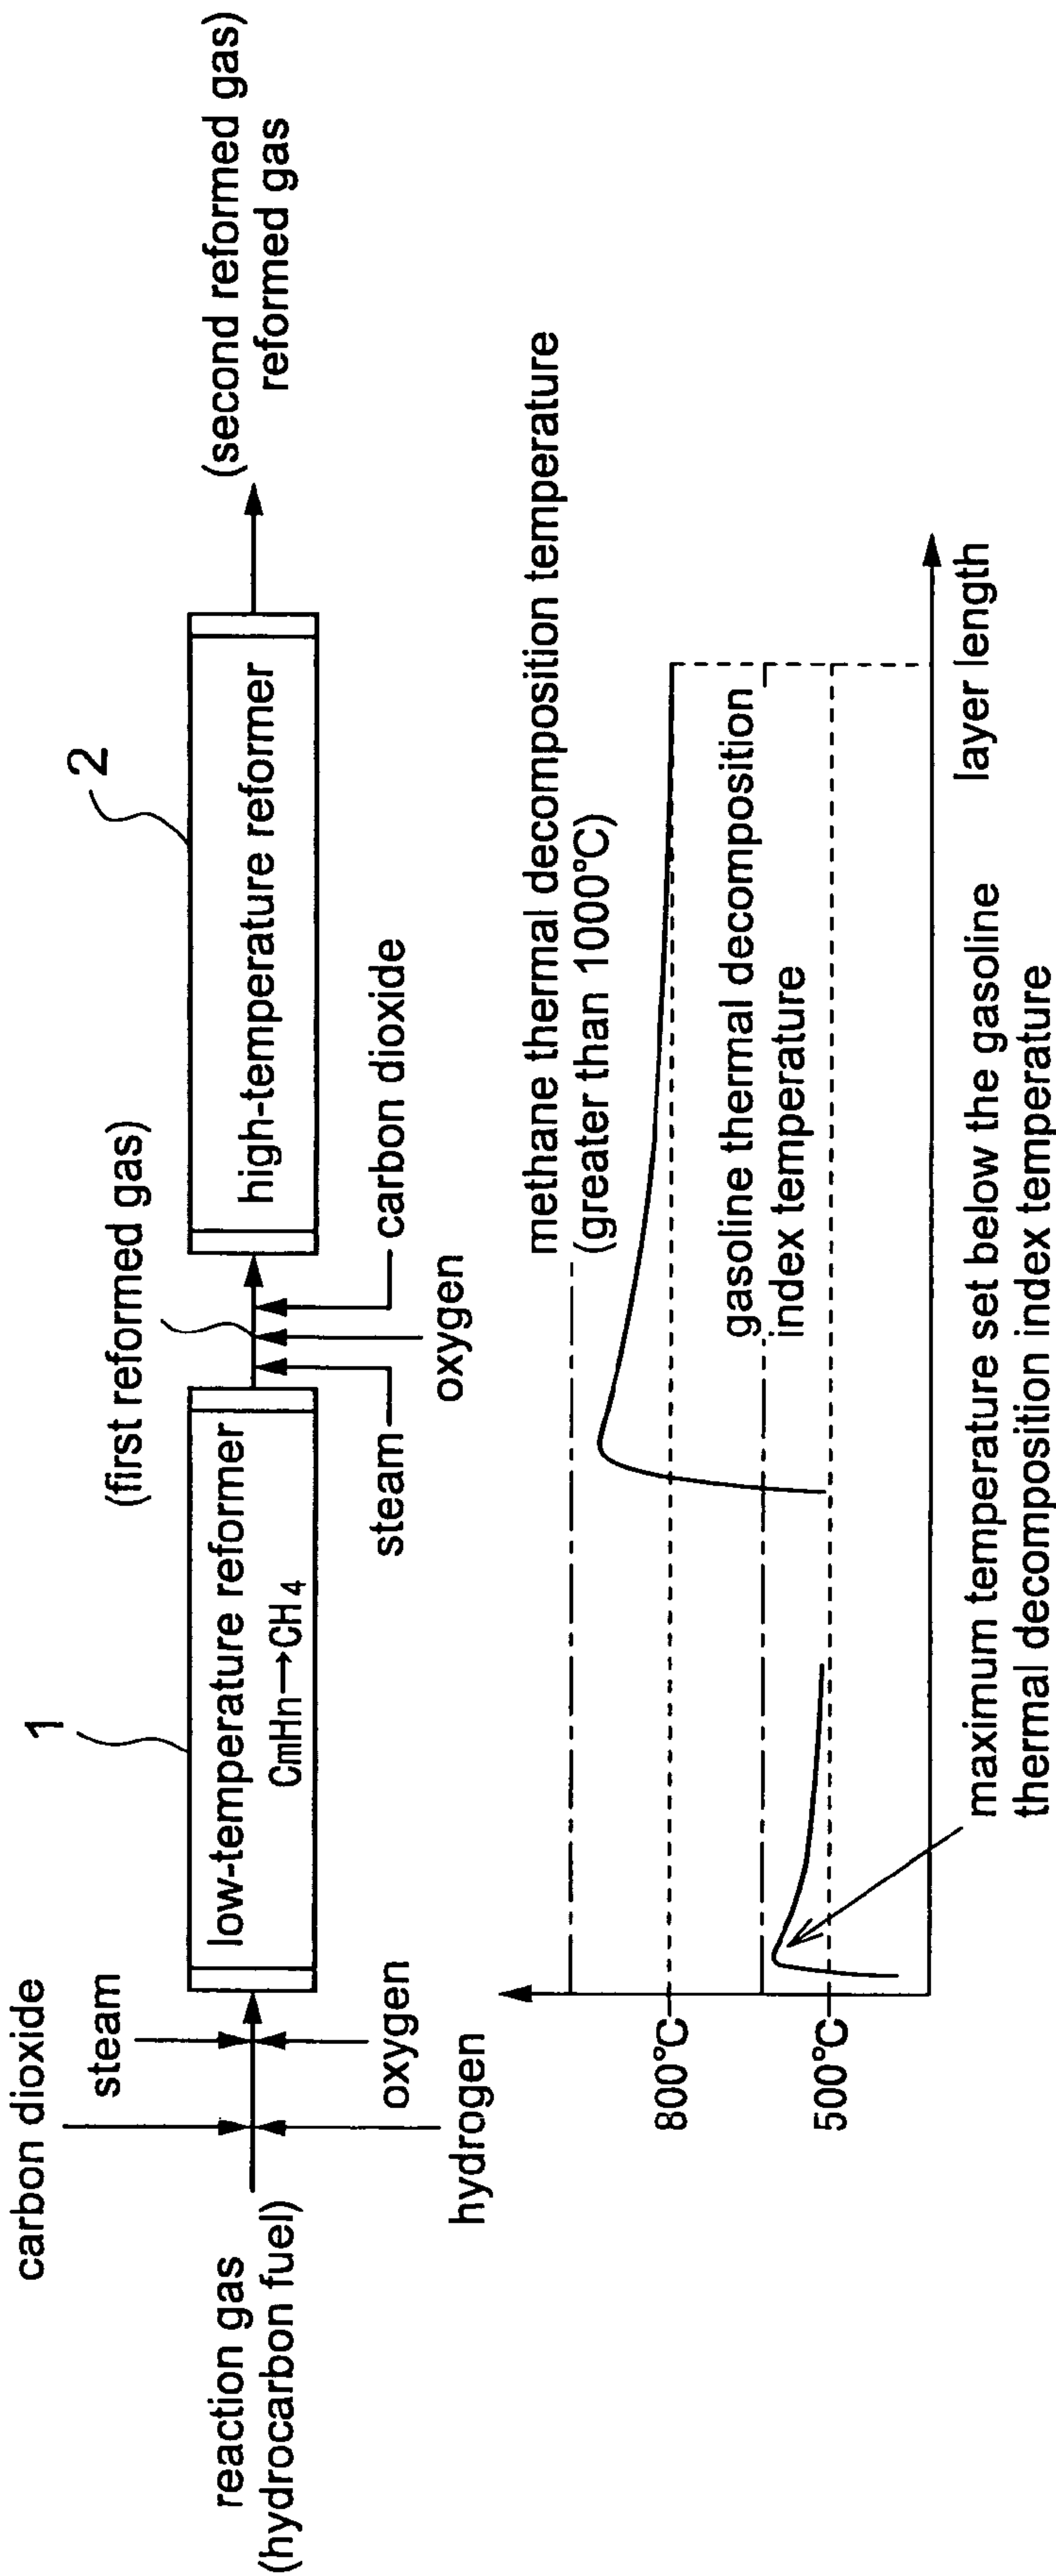 carbon dioxide
steam
reaction gas
(hydrocarbon fuel)
hydrogen
oxygen
1
low-temperature reformer
CmHn→CH4
(first reformed gas)
steam
oxygen
carbon dioxide
2
high-temperature reformer
(second reformed gas)
reformed gas
methane thermal decomposition temperature
(greater than 1000°C)
gasoline thermal decomposition
index temperature
800°C
500°C
layer length
maximum temperature set below the gasoline
thermal decomposition index temperature